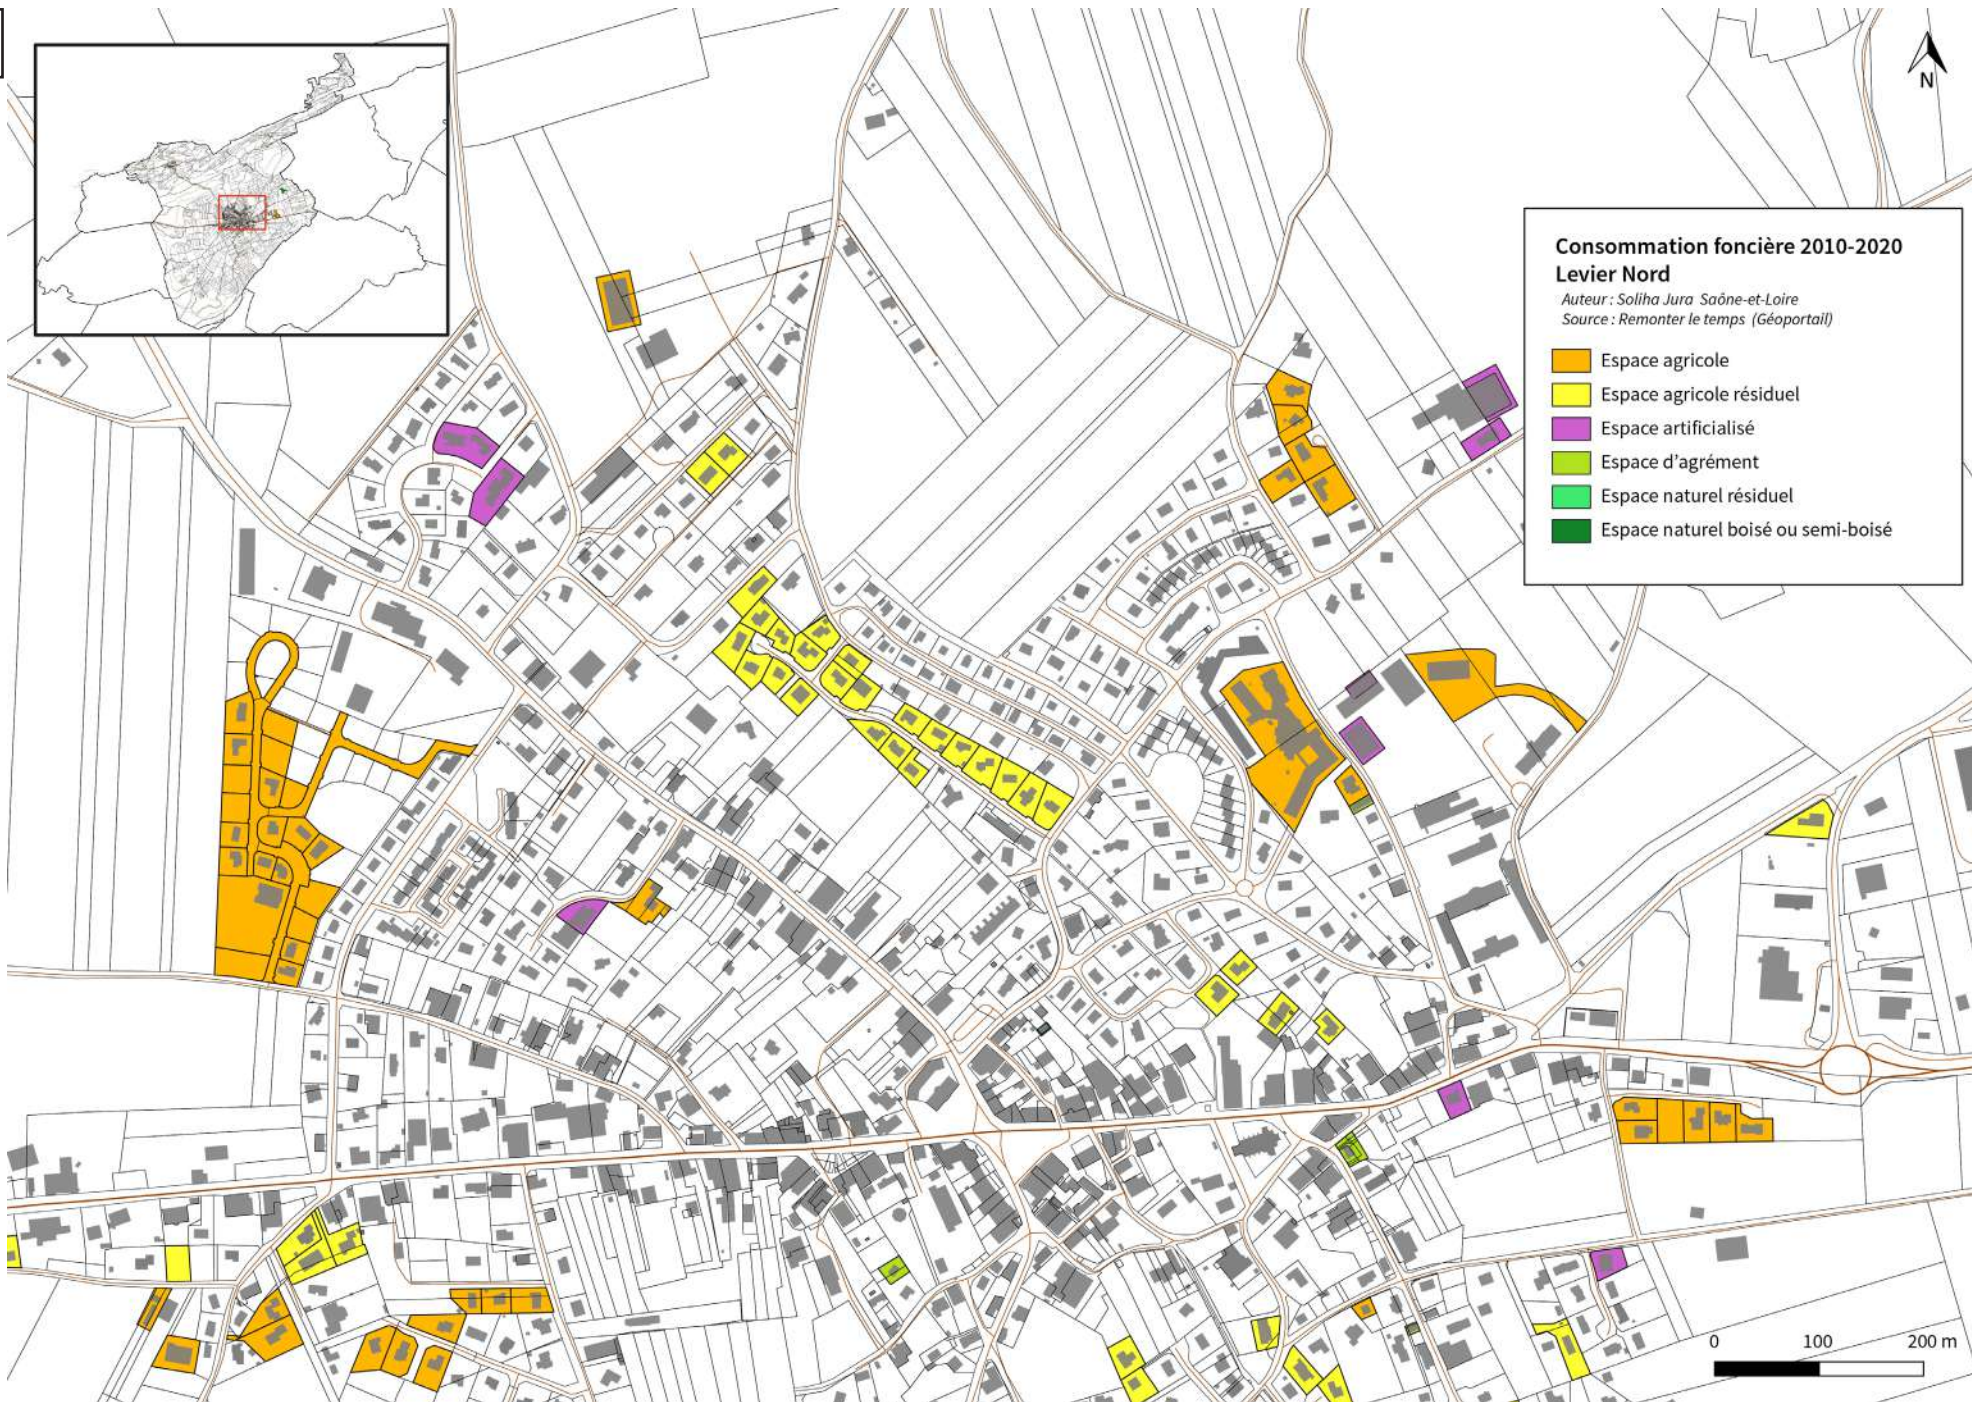 N
Consommation foncière 2010-2020
Levier Nord
Auteur : Soliha Jura Saône-et-Loire
Source : Remonter le temps (Géoportail)
Espace agricole
Espace agricole résiduel
Espace artificialisé
Espace d'agrément
Espace naturel résiduel
Espace naturel boisé ou semi-boisé
0 100 200 m